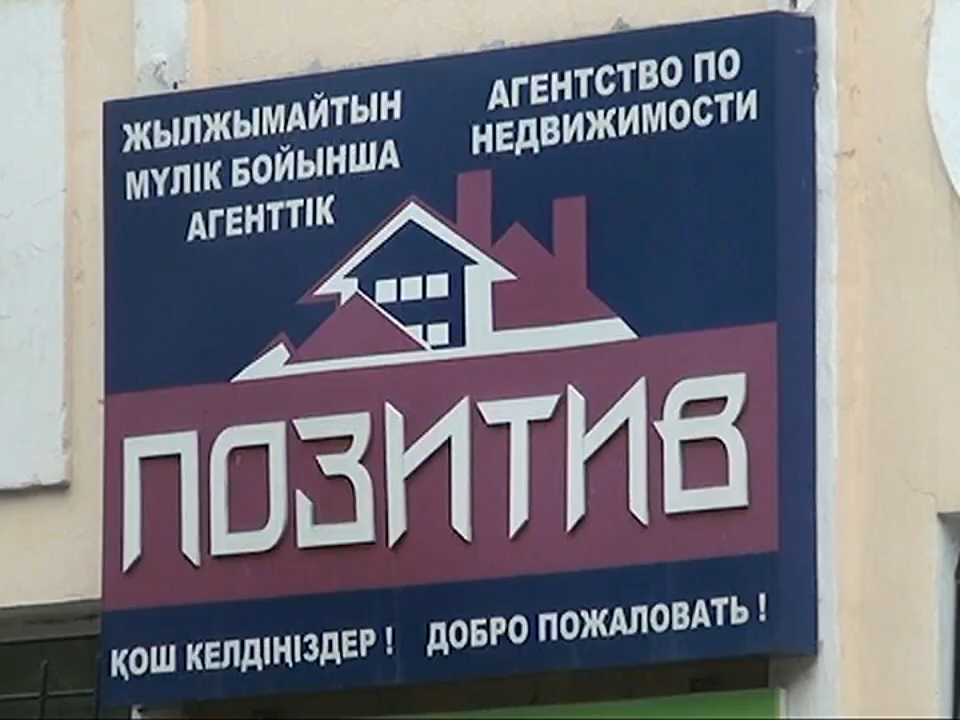 ЖЫЛЖЫМАЙТЫН
МҮЛІК БОЙЫНША
АГЕНТТІК
АГЕНТСТВО ПО
НЕДВИЖИМОСТИ
ПОЗИТИВ
ҚОШ КЕЛДІҢІЗДЕР !
ДОБРО ПОЖАЛОВАТЬ !